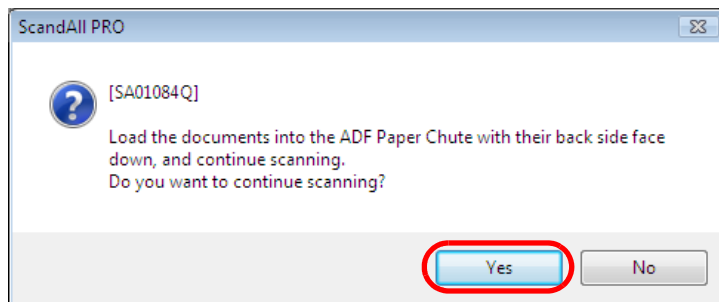 ScandAll PRO
[SA01084Q]
Load the documents into the ADF Paper Chute with their back side face
down, and continue scanning.
Do you want to continue scanning?
Yes
No